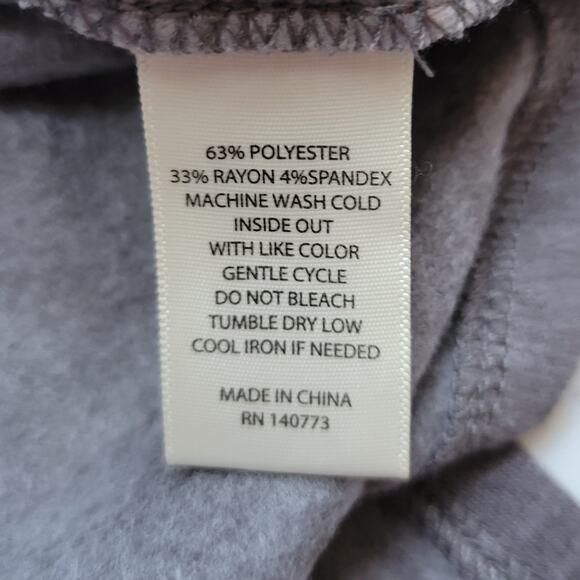 63% POLYESTER
33% RAYON 4%SPANDEX
MACHINE WASH COLD
INSIDE OUT
WITH LIKE COLOR
GENTLE CYCLE
DO NOT BLEACH
TUMBLE DRY LOW
COOL IRON IF NEEDED
MADE IN CHINA
RN 140773